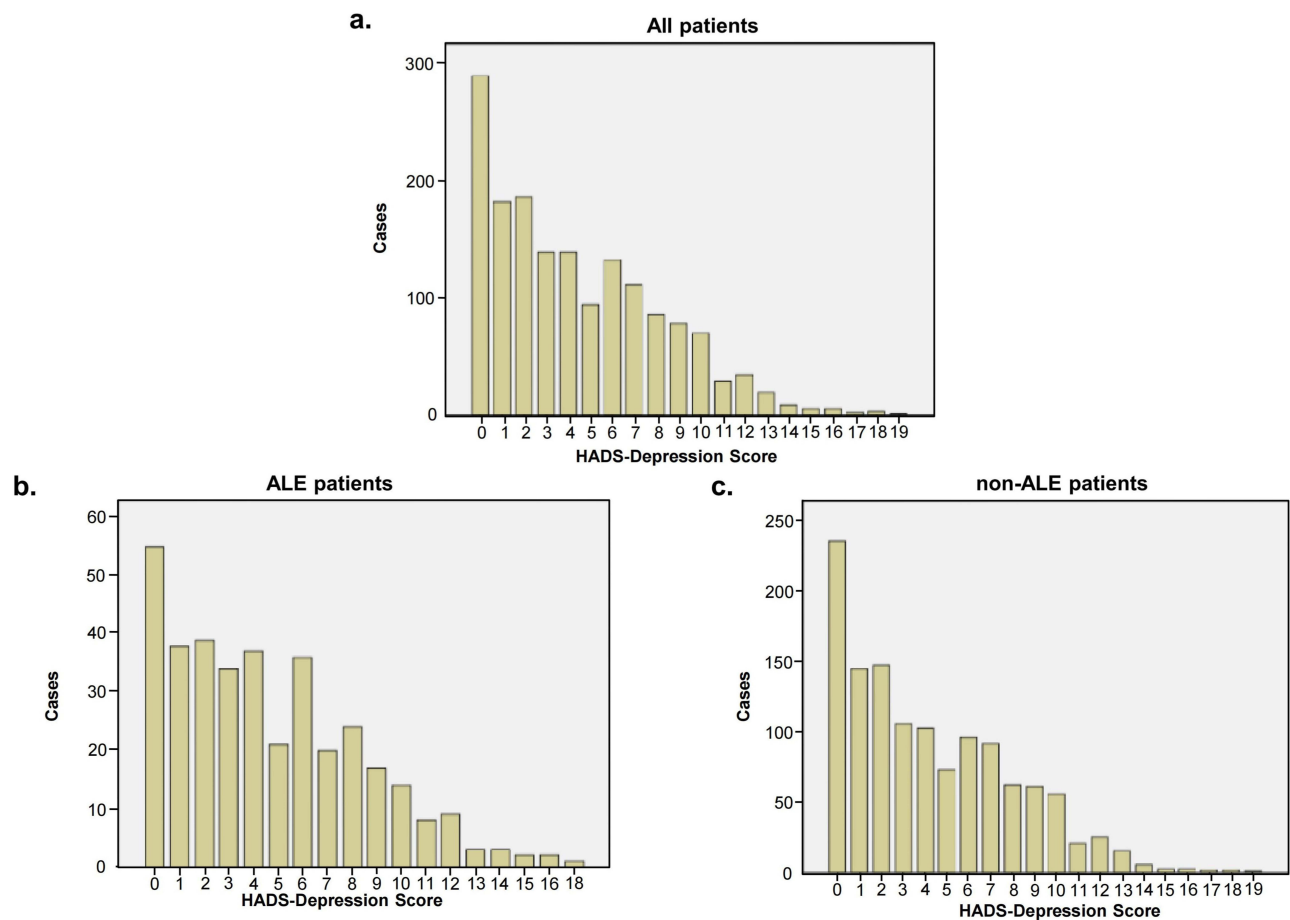 a.
All patients
300
200
100
0
Cases
0 1 2 3 4 5 6 7 8 9 10 11 12 13 14 15 16 17 18 19
HADS-Depression Score
b.
ALE patients
60
50
40
30
20
10
0
Cases
0 1 2 3 4 5 6 7 8 9 10 11 12 13 14 15 16 18
HADS-Depression Score
c.
non-ALE patients
250
200
150
100
50
0
Cases
0 1 2 3 4 5 6 7 8 9 10 11 12 13 14 15 16 17 18 19
HADS-Depression Score